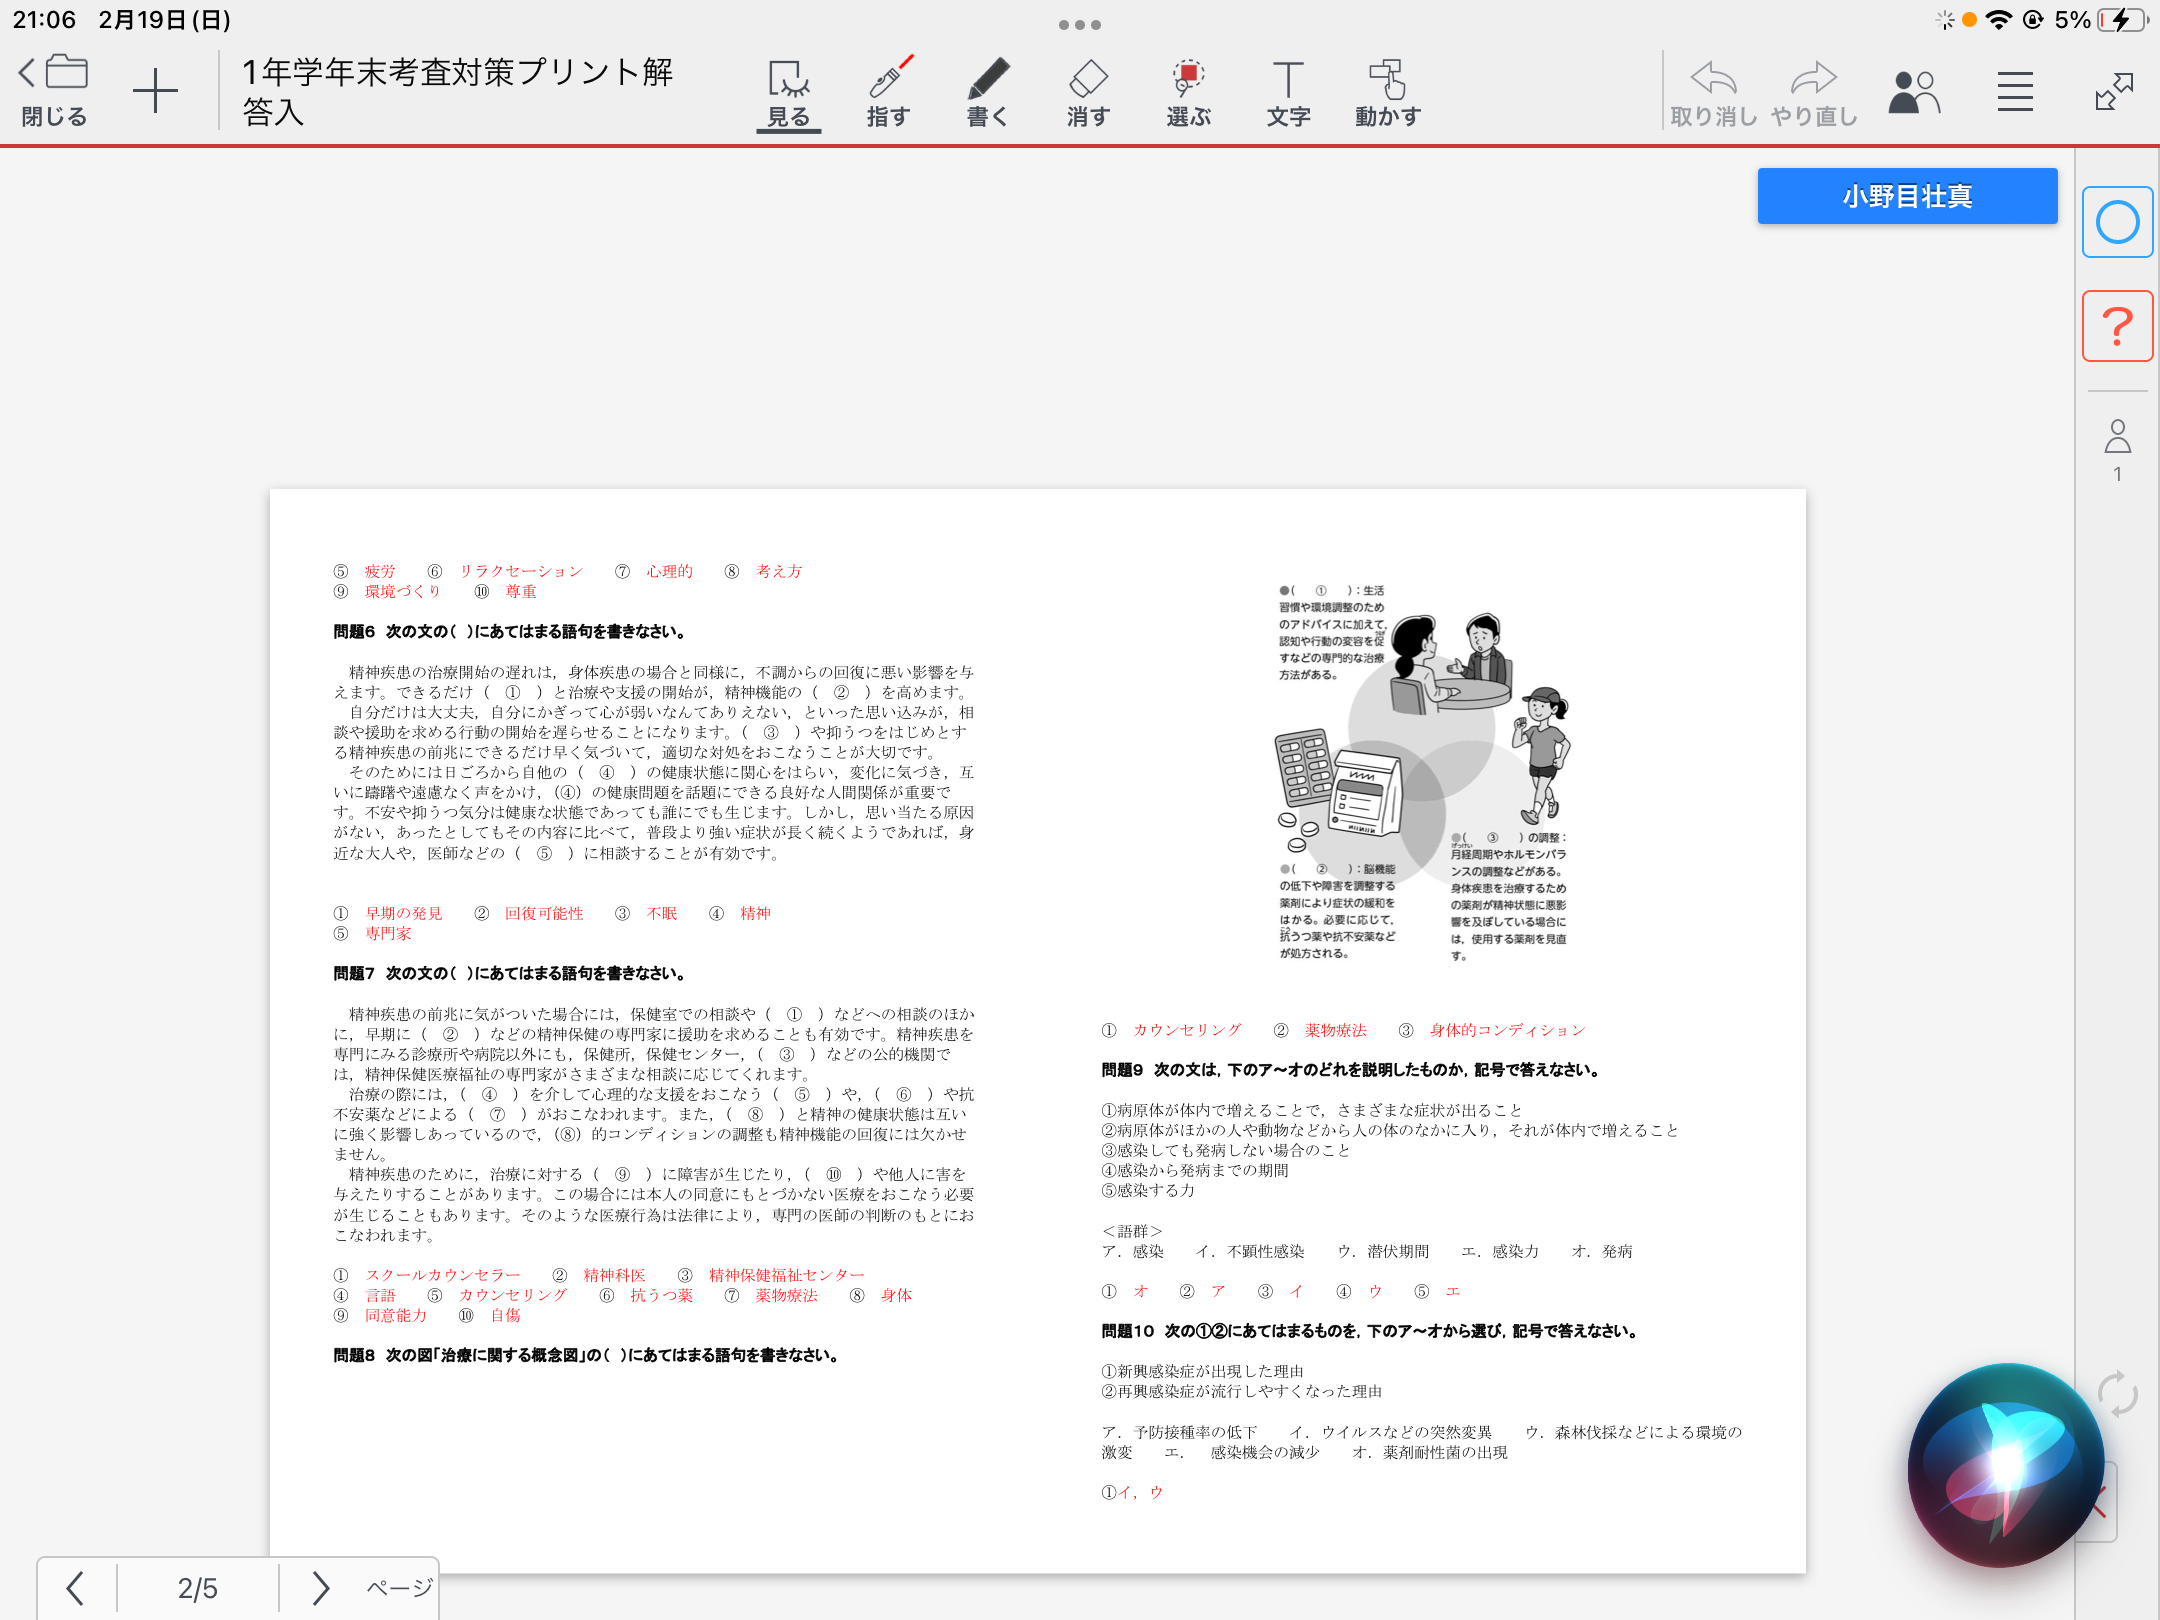 21:06 2月19日(日)
5%
閉じる
1年学年末考査対策プリント解
答入
見る
指す
書く
消す
選ぶ
文字
動かす
取り消し
やり直し
小野目壮真
?
1
⑤ 疲労 ⑥ リラクセーション ⑦ 心理的 ⑧ 考え方
⑨ 環境づくり ⑩ 尊重
問題6 次の文の( )にあてはまる語句を書きなさい。
精神疾患の治療開始の遅れは，身体疾患の場合と同様に，不調からの回復に悪い影響を与
えます。できるだけ（ ① ）と治療や支援の開始が，精神機能の（ ② ）を高めます。
自分だけは大丈夫，自分にかぎって心が弱いなんてありえない，といった思い込みが，相
談や援助を求める行動の開始を遅らせることになります。（ ③ ）や抑うつをはじめとす
る精神疾患の前兆にできるだけ早く気づいて，適切な対処をおこなうことが大切です。
そのためには日ごろから自他の（ ④ ）の健康状態に関心をはらい，変化に気づき，互
いに躊躇や遠慮なく声をかけ，（④）の健康問題を話題にできる良好な人間関係が重要で
す。不安や抑うつ気分は健康な状態であっても誰にでも生じます。しかし，思い当たる原因
がない，あったとしてもその内容に比べて，普段より強い症状が長く続くようであれば，身
近な大人や，医師などの（ ⑤ ）に相談することが有効です。
① 早期の発見 ② 回復可能性 ③ 不眠 ④ 精神
⑤ 専門家
問題7 次の文の( )にあてはまる語句を書きなさい。
精神疾患の前兆に気がついた場合には，保健室での相談や（ ① ）などへの相談のほか
に，早期に（ ② ）などの精神保健の専門家に援助を求めることも有効です。精神疾患を
専門にみる診療所や病院以外にも，保健所，保健センター，（ ③ ）などの公的機関で
は，精神保健医療福祉の専門家がさまざまな相談に応じてくれます。
治療の際には，（ ④ ）を介して心理的な支援をおこなう（ ⑤ ）や，（ ⑥ ）や抗
不安薬などによる（ ⑦ ）がおこなわれます。また，（ ⑧ ）と精神の健康状態は互い
に強く影響しあっているので，（⑧）的コンディションの調整も精神機能の回復には欠かせ
ません。
精神疾患のために，治療に対する（ ⑨ ）に障害が生じたり，（ ⑩ ）や他人に害を
与えたりすることがあります。この場合には本人の同意にもとづかない医療をおこなう必要
が生じることもあります。そのような医療行為は法律により，専門の医師の判断のもとにお
こなわれます。
① スクールカウンセラー ② 精神科医 ③ 精神保健福祉センター
④ 言語 ⑤ カウンセリング ⑥ 抗うつ薬 ⑦ 薬物療法 ⑧ 身体
⑨ 同意能力 ⑩ 自傷
問題8 次の図「治療に関する概念図」の( )にあてはまる語句を書きなさい。
●( ① )：生活
習慣や環境調整のため
のアドバイスに加えて，
認知や行動の変容を促
すなどの専門的な治療
方法がある。
●( ② )：脳機能
の低下や障害を調整する
薬剤により症状の緩和を
はかる。必要に応じて，
抗うつ薬や抗不安薬など
が処方される。
●( ③ )の調整：
月経周期やホルモンバラ
ンスの調整などがある。
身体疾患を治療するため
の薬剤が精神状態に悪影
響を及ぼしている場合に
は，使用する薬剤を見直
す。
① カウンセリング ② 薬物療法 ③ 身体的コンディション
問題9 次の文は，下のア～オのどれを説明したものか，記号で答えなさい。
①病原体が体内で増えることで，さまざまな症状が出ること
②病原体がほかの人や動物などから人の体のなかに入り，それが体内で増えること
③感染しても発病しない場合のこと
④感染から発病までの期間
⑤感染する力
＜語群＞
ア．感染 イ．不顕性感染 ウ．潜伏期間 エ．感染力 オ．発病
① オ ② ア ③ イ ④ ウ ⑤ エ
問題10 次の①②にあてはまるものを，下のア～オから選び，記号で答えなさい。
①新興感染症が出現した理由
②再興感染症が流行しやすくなった理由
ア．予防接種率の低下 イ．ウイルスなどの突然変異 ウ．森林伐採などによる環境の
激変 エ． 感染機会の減少 オ．薬剤耐性菌の出現
①イ，ウ
2/5
ページ